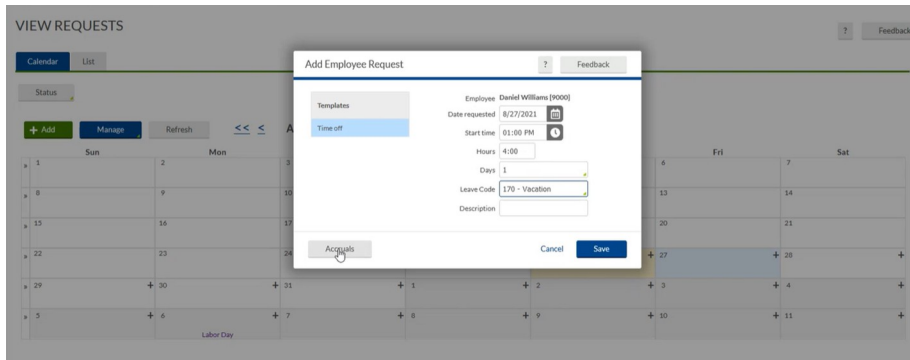 VIEW REQUESTS
? Feedback
Calendar List
Status
+ Add Manage Refresh << < A
Sun Mon Fri Sat
Add Employee Request ? Feedback
Templates
Time off
Employee Daniel Williams [9000]
Date requested 8/27/2021
Start time 01:00 PM
Hours 4:00
Days 1
Leave Code 170 - Vacation
Description
Accruals Cancel Save
» 1 2 3 6 7
» 8 9 10 13 14
» 15 16 17 20 21
» 22 23 24 + 27 + 28 +
» 29 + 30 + 31 + 1 + 2 + 3 + 4 +
» 5 + 6 + 7 + 8 + 9 + 10 + 11 +
Labor Day